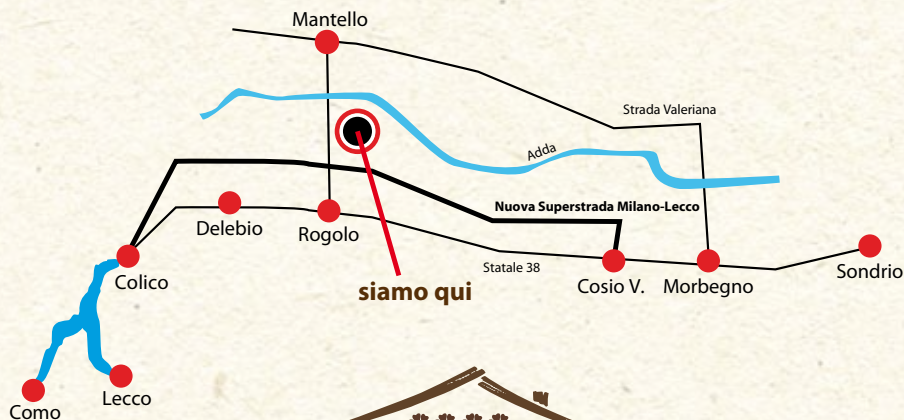 Mantello
Strada Valeriana
Adda
Nuova Superstrada Milano-Lecco
Delebio
Rogolo
Statale 38
Sondrio
Colico
siamo qui
Cosio V.
Morbegno
Lecco
Como